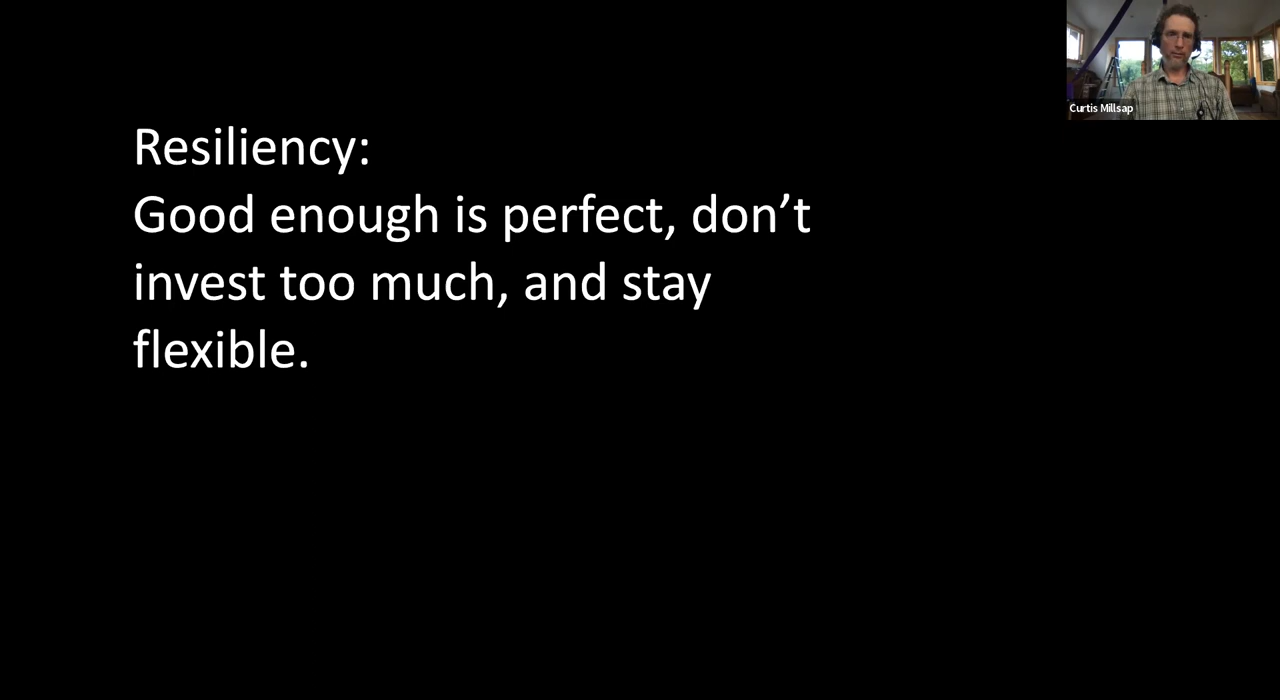 Curtis Millsap
Resiliency:
Good enough is perfect, don’t
invest too much, and stay
flexible.